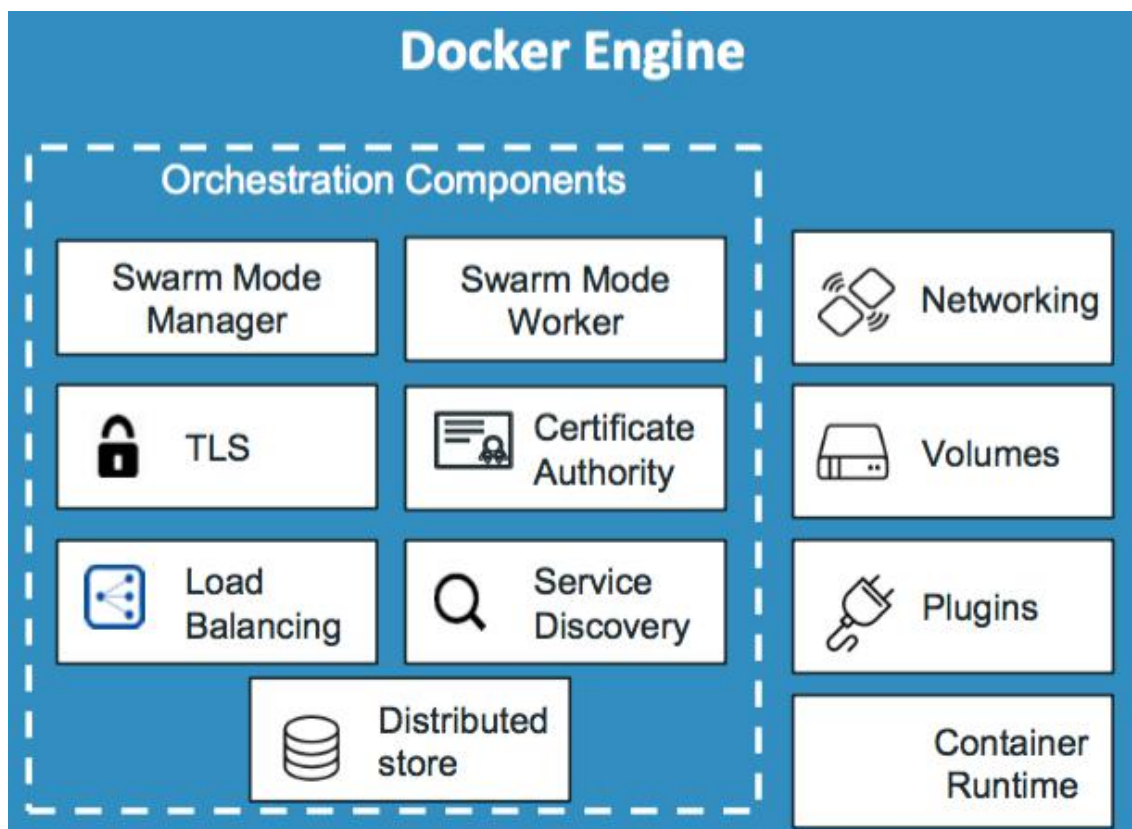 Docker Engine
Orchestration Components
Swarm Mode
Manager
Swarm Mode
Worker
TLS
Certificate
Authority
Load
Balancing
Service
Discovery
Distributed
store
Networking
Volumes
Plugins
Container
Runtime